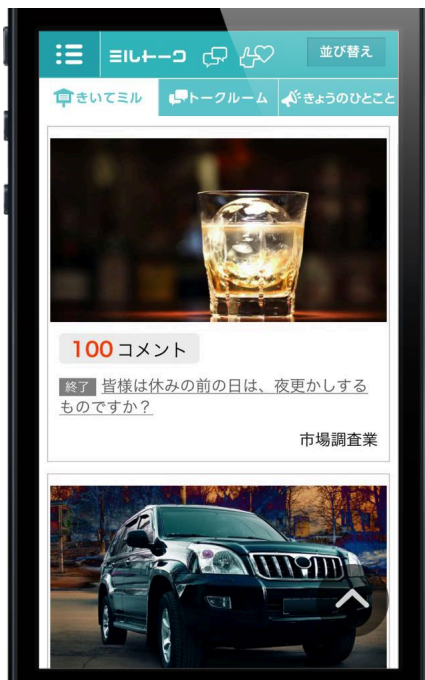 ミルトーク
並び替え
きいてミル
トークルーム
きょうのひとこと
100 コメント
終了 皆様は休みの前の日は、夜更かしする
ものですか？
市場調査業